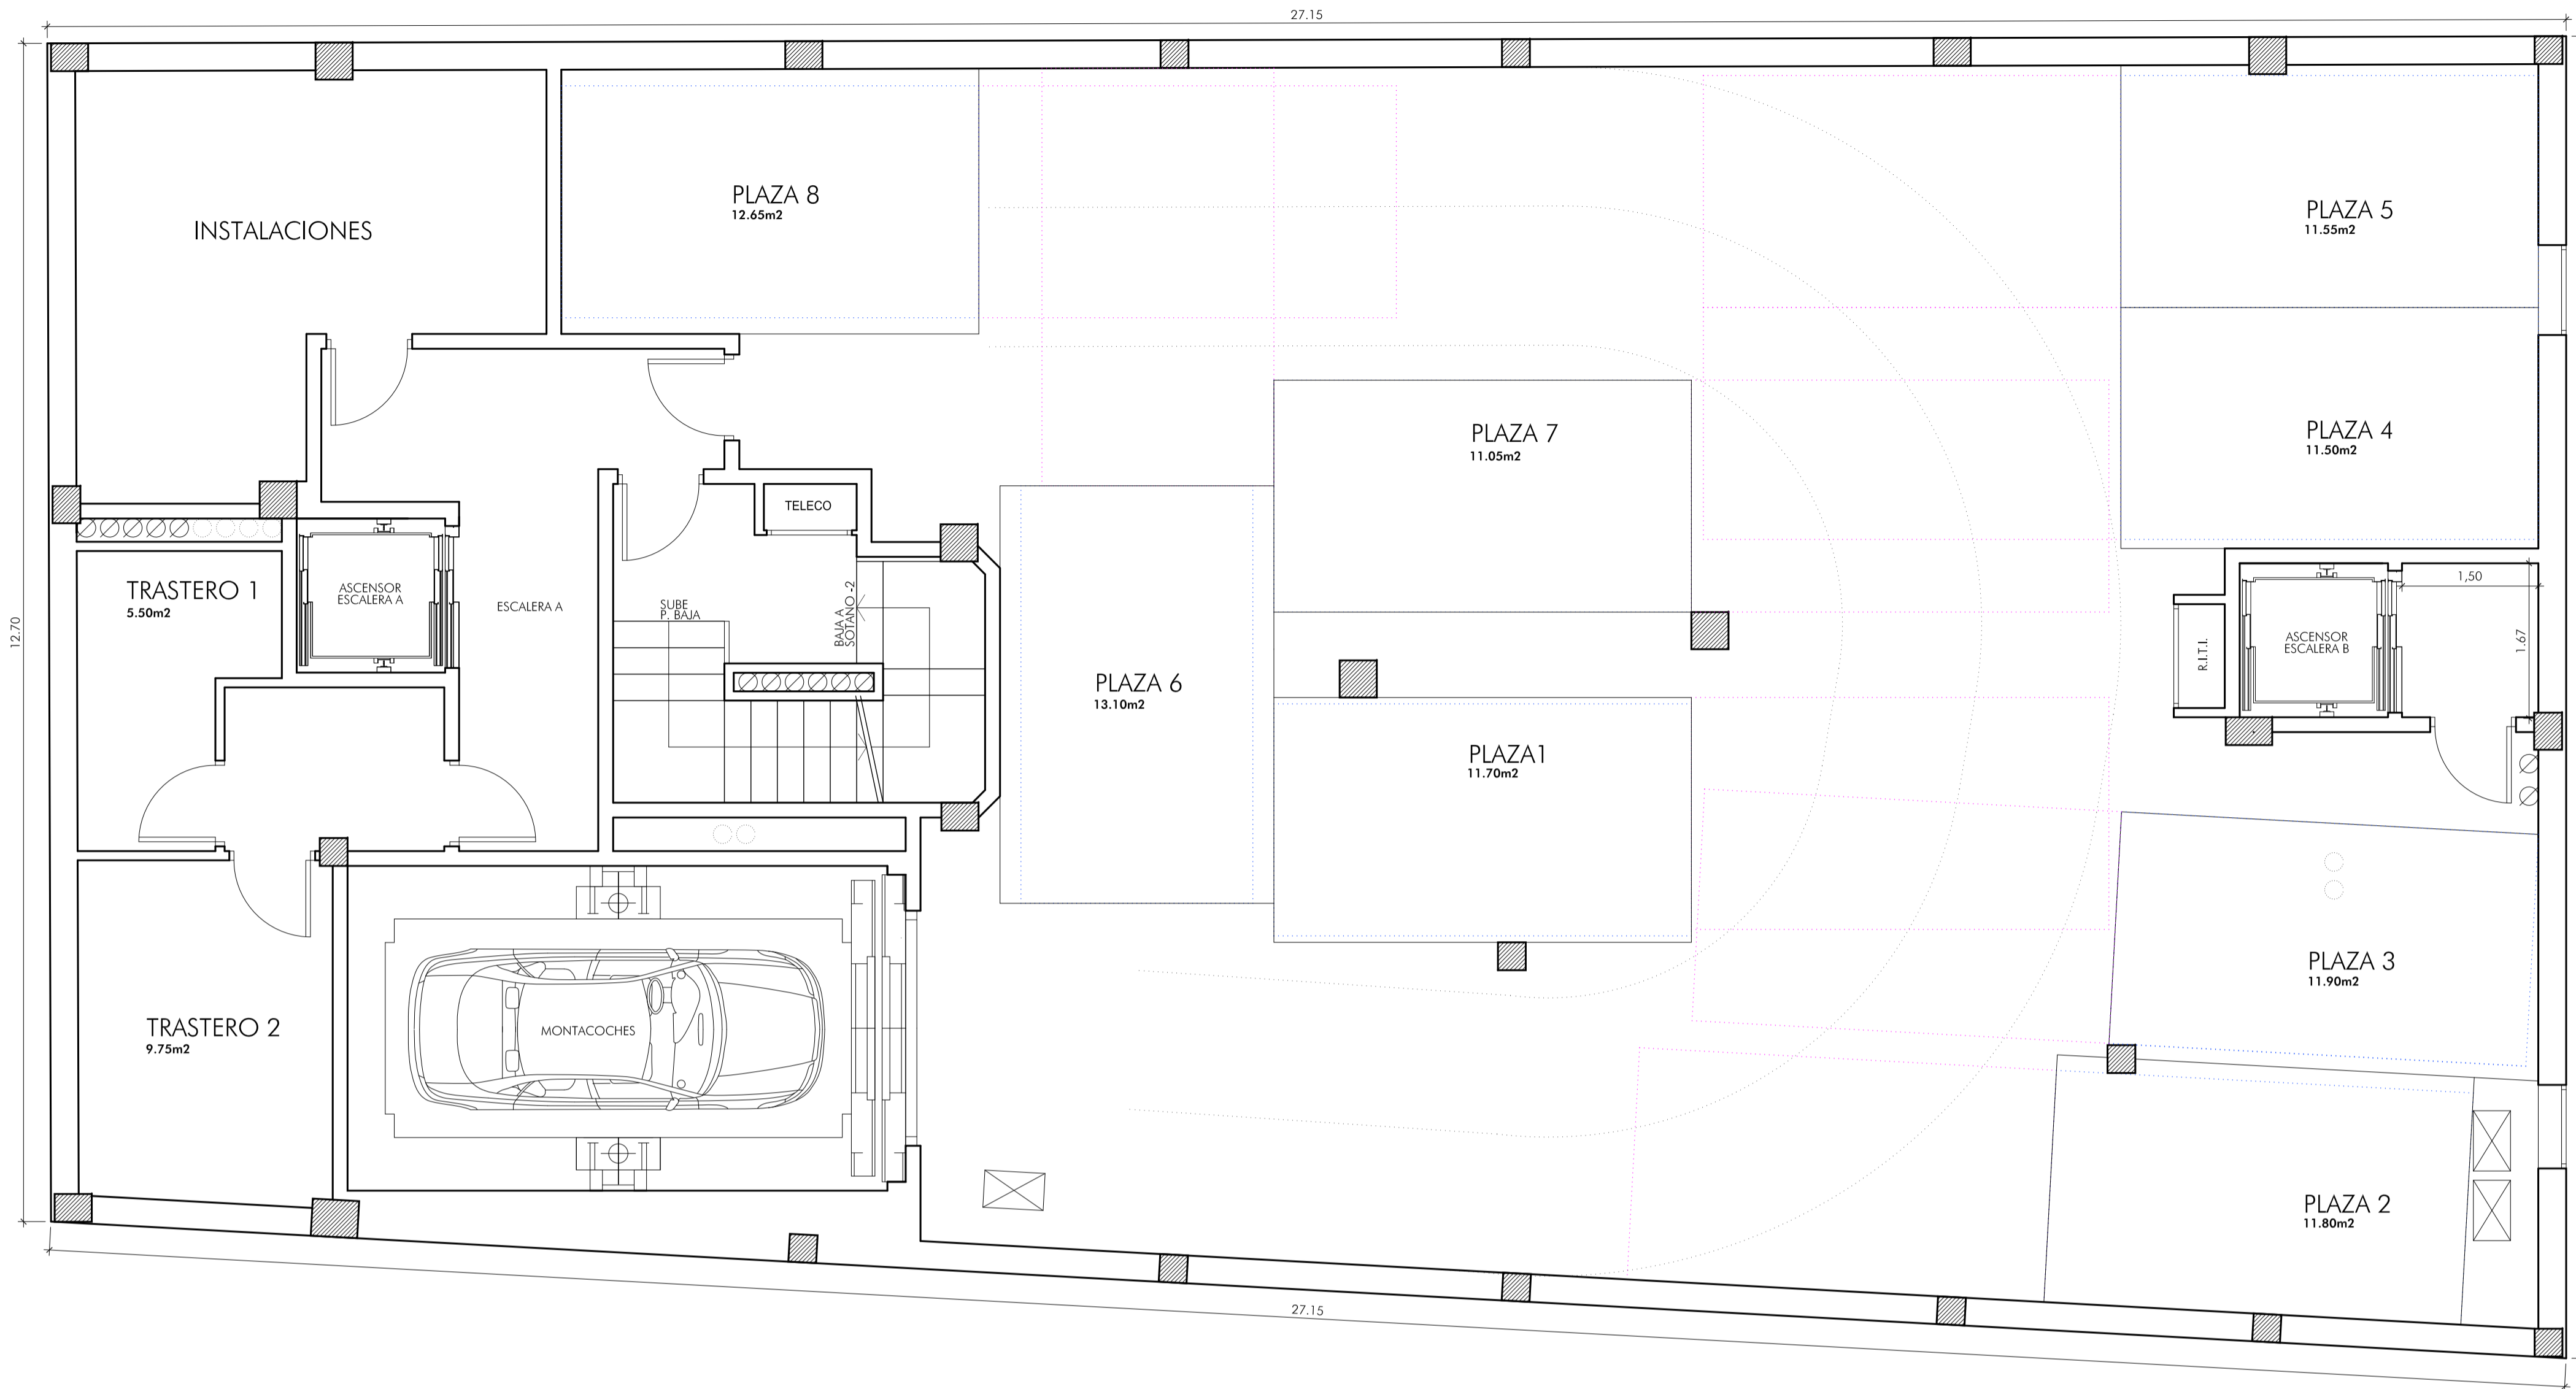 27.15
PLAZA 8
12.65m2
PLAZA 5
11.55m2
INSTALACIONES
PLAZA 7
11.05m2
PLAZA 4
11.50m2
TELECO
TRASTERO 1
5.50m2
ASCENSOR
ESCALERA A
ESCALERA A
SUBE
P. BAJA
BAJA A
SOTANO -2
1,50
12.70
1.67
R.I.T.I.
ASCENSOR
ESCALERA B
PLAZA 6
13.10m2
PLAZA1
11.70m2
PLAZA 3
11.90m2
TRASTERO 2
9.75m2
MONTACOCHES
PLAZA 2
11.80m2
27.15